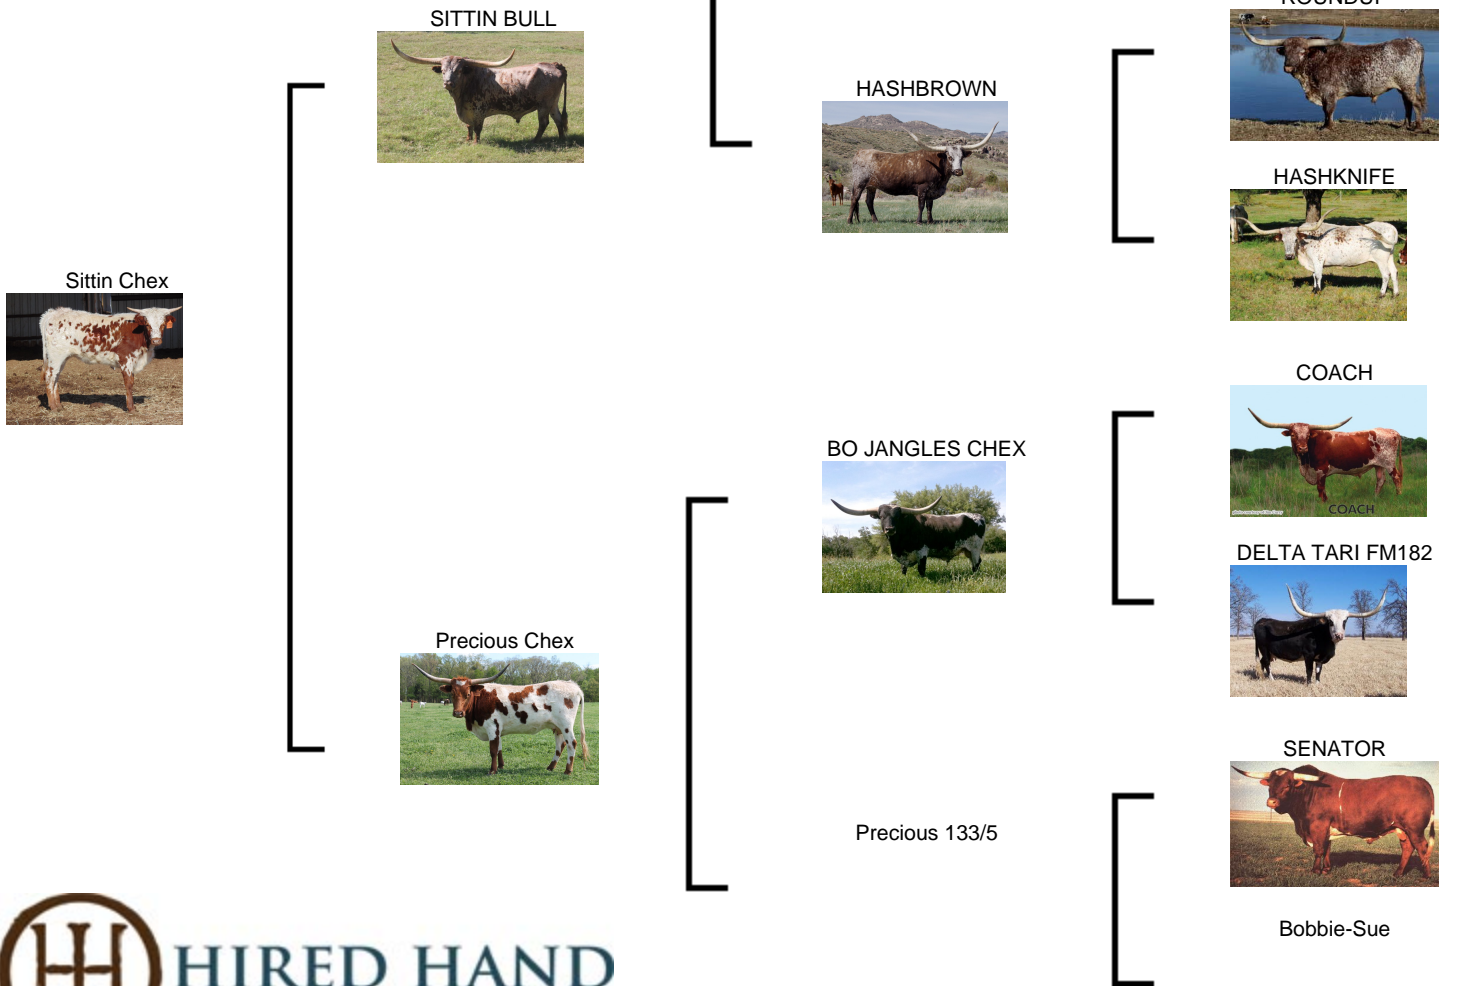 ROUNDUP
SITTIN BULL
HASHBROWN
HASHKNIFE
Sittin Chex
COACH
BO JANGLES CHEX
COACH
DELTA TARI FM182
Precious Chex
SENATOR
Precious 133/5
Bobbie-Sue
HIRED HAND